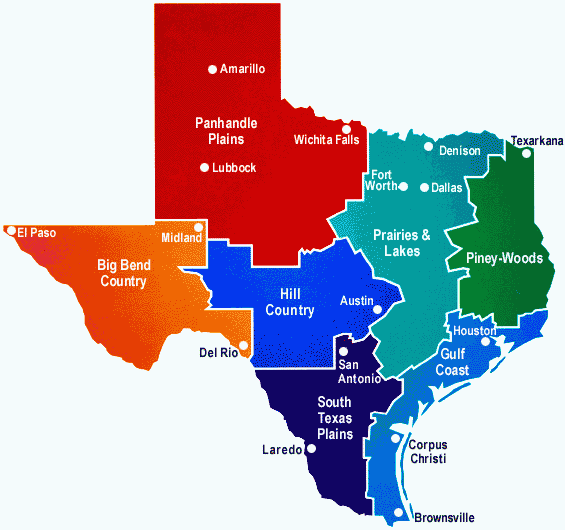 Amarillo
Panhandle
Plains
Wichita Falls
Lubbock
Texarkana
Denison
Fort
Worth
Dallas
El Paso
Midland
Prairies &
Lakes
Piney-Woods
Big Bend
Country
Hill
Country
Austin
Houston
Del Rio
San
Antonio
Gulf
Coast
South
Texas
Plains
Laredo
Corpus
Christi
Brownsville